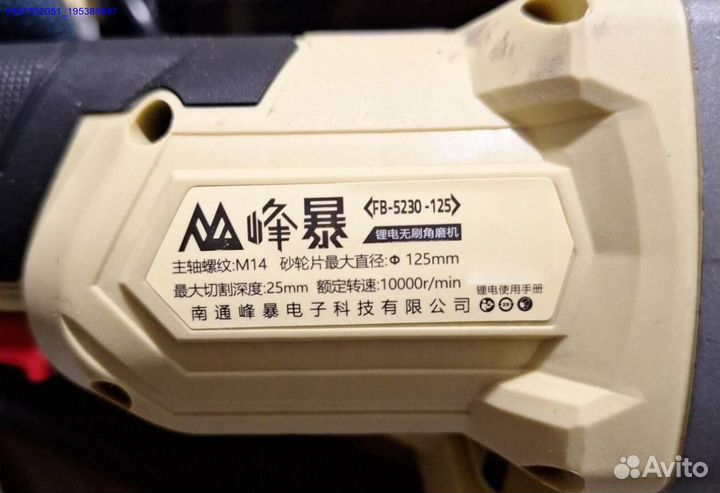 峰暴 <FB-5230-125>
锂电无刷角磨机
主轴螺纹:M14 砂轮片最大直径:Φ 125mm
最大切割深度:25mm 额定转速:10000r/min 锂电使用手册
南通峰暴电子科技有限公司
Avito